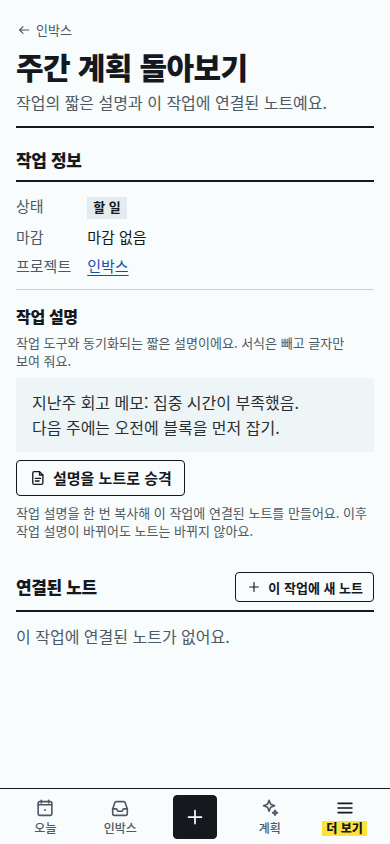 ← 인박스
주간 계획 돌아보기
작업의 짧은 설명과 이 작업에 연결된 노트예요.
작업 정보
상태 할 일
마감 마감 없음
프로젝트 인박스
작업 설명
작업 도구와 동기화되는 짧은 설명이에요. 서식은 빼고 글자만
보여 줘요.
지난주 회고 메모: 집중 시간이 부족했음.
다음 주에는 오전에 블록을 먼저 잡기.
설명을 노트로 승격
작업 설명을 한 번 복사해 이 작업에 연결된 노트를 만들어요. 이후
작업 설명이 바뀌어도 노트는 바뀌지 않아요.
연결된 노트 + 이 작업에 새 노트
이 작업에 연결된 노트가 없어요.
오늘 인박스 + 계획 더 보기